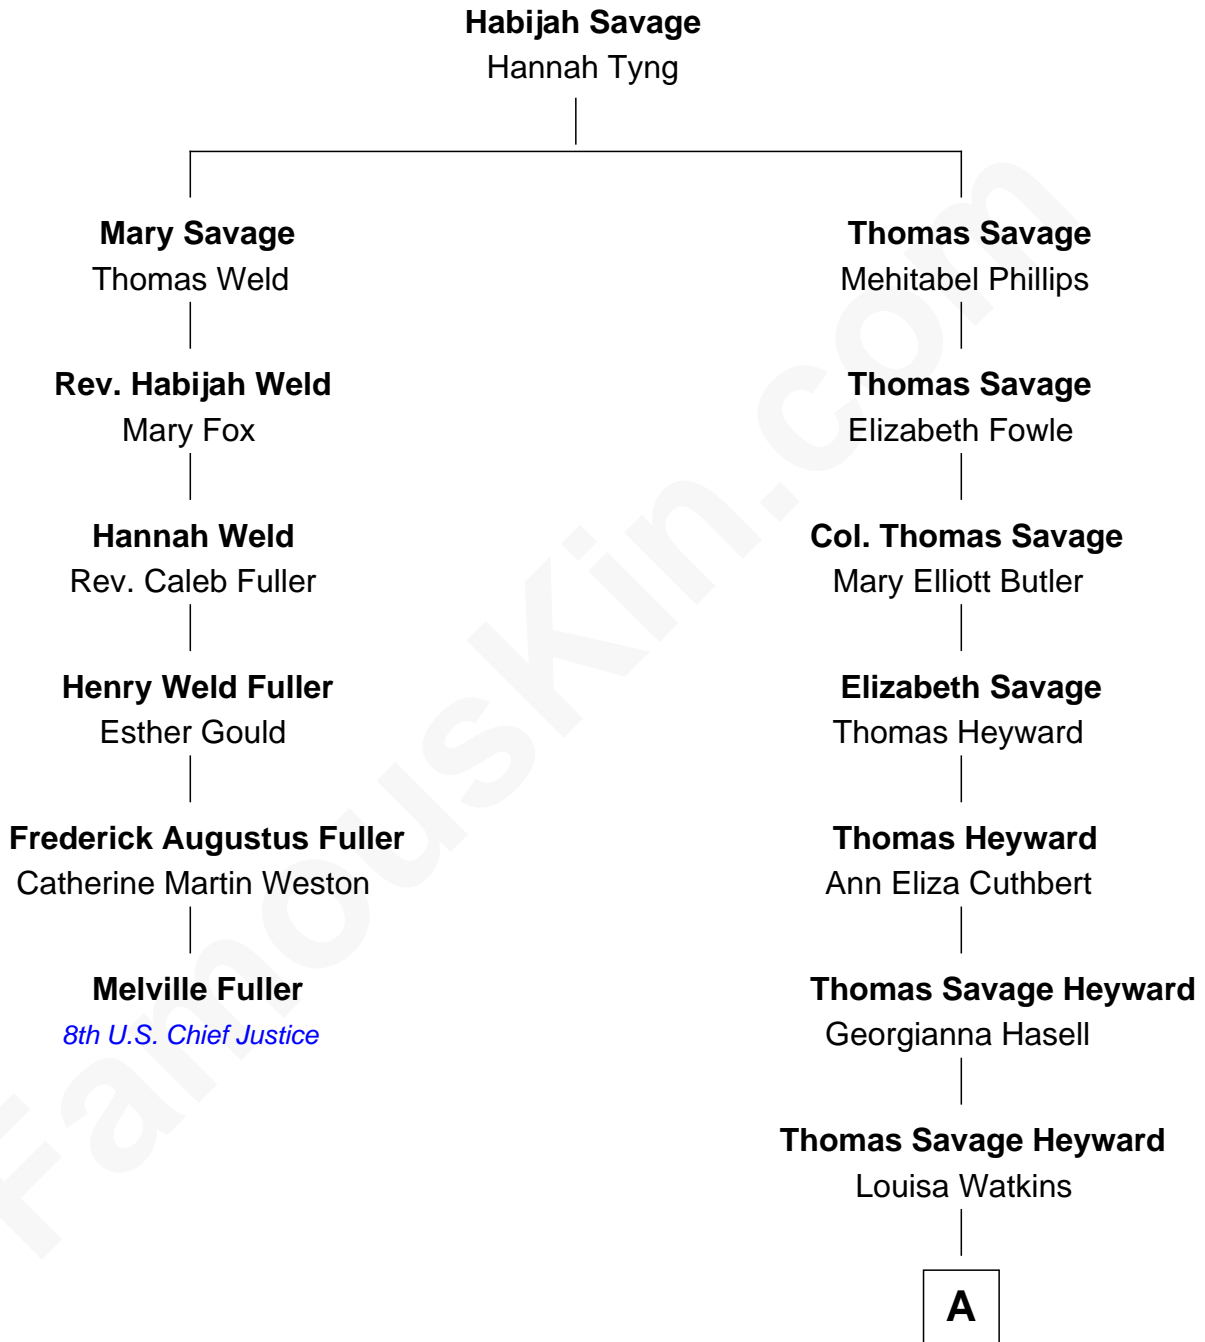 Habijah Savage
Hannah Tyng
Mary Savage
Thomas Weld
Rev. Habijah Weld
Mary Fox
Hannah Weld
Rev. Caleb Fuller
Henry Weld Fuller
Esther Gould
Frederick Augustus Fuller
Catherine Martin Weston
Melville Fuller
8th U.S. Chief Justice
Thomas Savage
Mehitabel Phillips
Thomas Savage
Elizabeth Fowle
Col. Thomas Savage
Mary Elliott Butler
Elizabeth Savage
Thomas Heyward
Thomas Heyward
Ann Eliza Cuthbert
Thomas Savage Heyward
Georgianna Hasell
Thomas Savage Heyward
Louisa Watkins
A
FamousKin.com